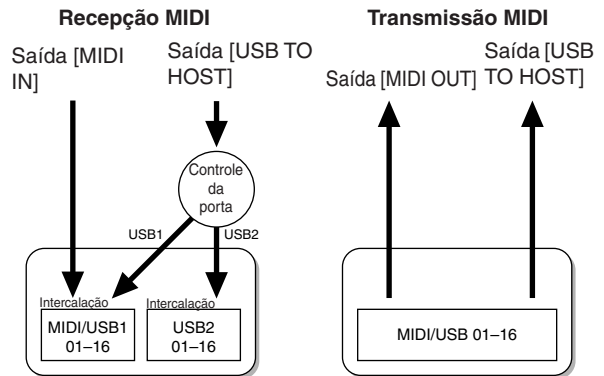 Recepção MIDI
Saída [MIDI
IN]
Saída [USB TO
HOST]
Controle
da
porta
USB1
USB2
Intercalação
MIDI/USB1
01–16
Intercalação
USB2
01–16
Transmissão MIDI
Saída [MIDI OUT]
Saída [USB
TO HOST]
MIDI/USB 01–16